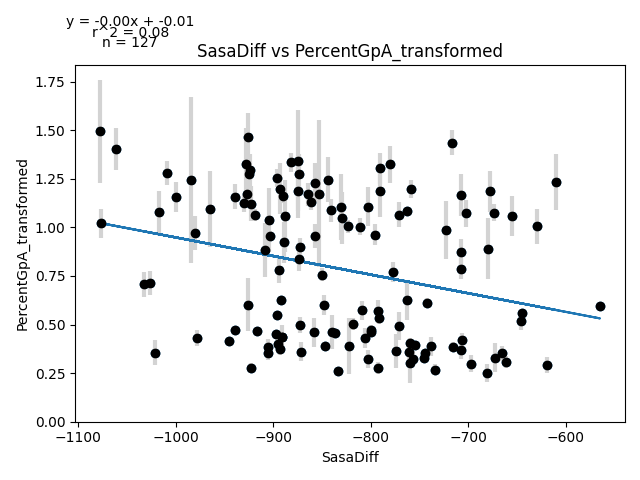 y = -0.00x + -0.01
r^2 = 0.08
n = 127
SasaDiff vs PercentGpA_transformed
1.75
1.50
1.25
1.00
0.75
0.50
0.25
0.00
PercentGpA_transformed
−1100 −1000 −900 −800 −700 −600
SasaDiff